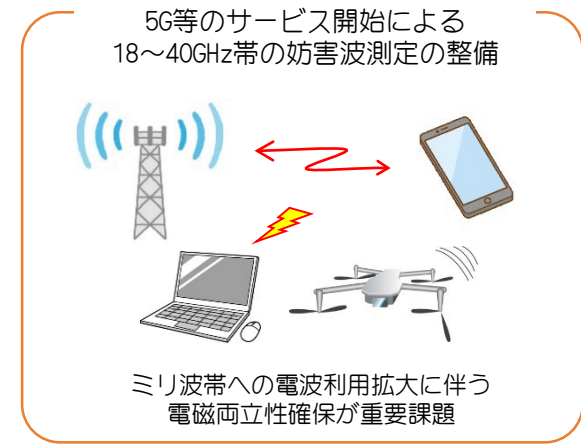 5G等のサービス開始による
18～40GHz帯の妨害波測定の整備
ミリ波帯への電波利用拡大に伴う
電磁両立性確保が重要課題